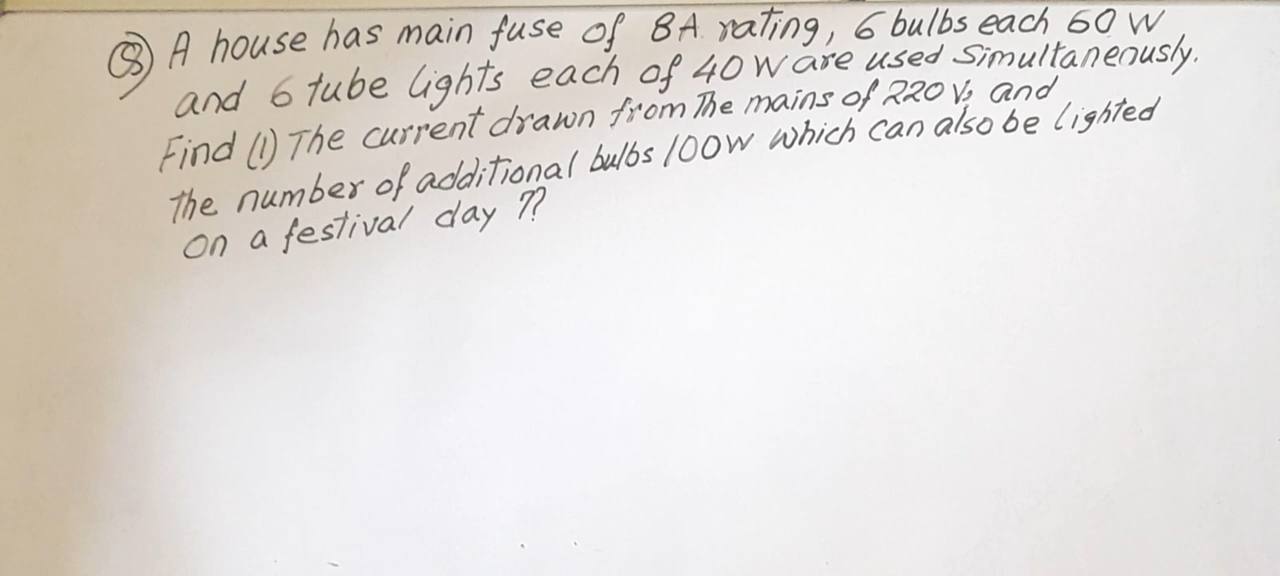 Q) A house has main fuse of 8A rating, 6 bulbs each 60 W
and 6 tube lights each of 40 W are used Simultaneously.
Find (1) The current drawn from The mains of 220 V; and
The number of additional bulbs 100W which can also be lighted
on a festival day ??